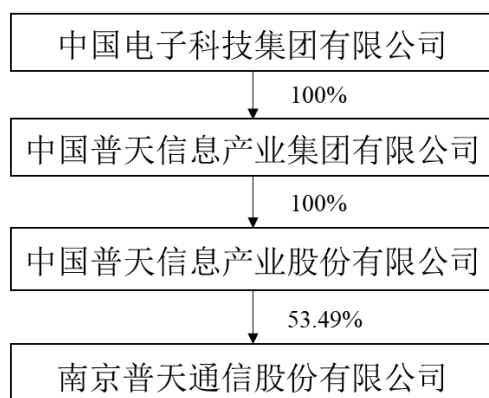 中国电子科技集团有限公司
100%
中国普天信息产业集团有限公司
100%
中国普天信息产业股份有限公司
53.49%
南京普天通信股份有限公司